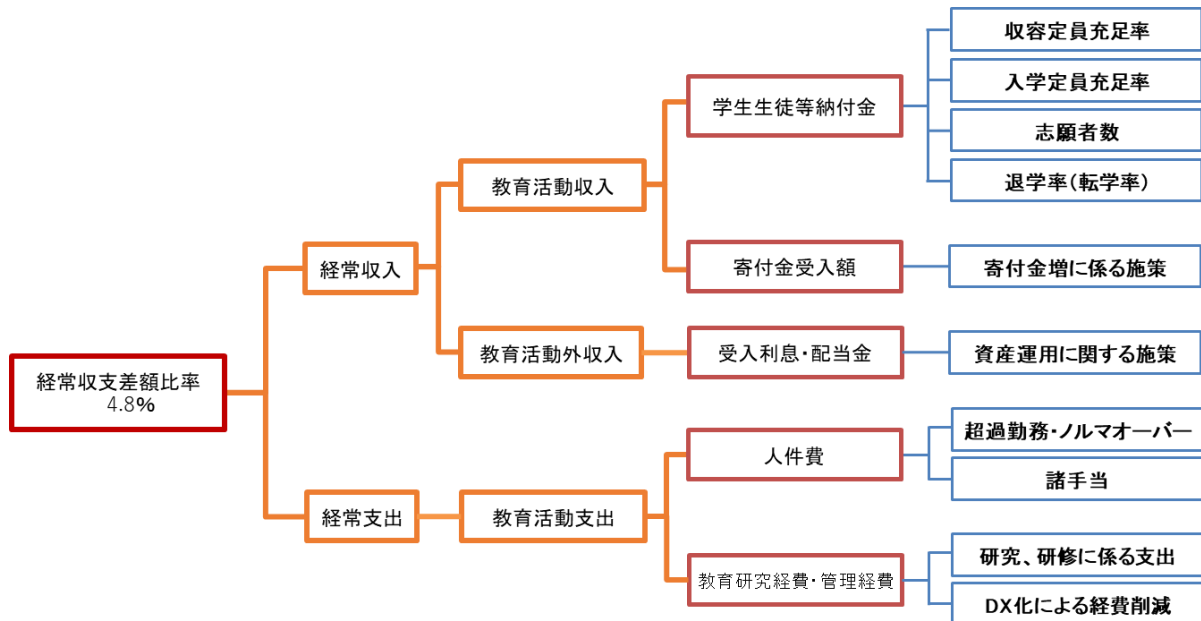 収容定員充足率
入学定員充足率
学生生徒等納付金
志願者数
退学率(転学率)
教育活動収入
経常収入
寄付金受入額
寄付金増に係る施策
教育活動外収入
受入利息・配当金
資産運用に関する施策
経常収支差額比率
4.8%
超過勤務・ノルマオーバー
人件費
諸手当
経常支出
教育活動支出
研究、研修に係る支出
教育研究経費・管理経費
DX化による経費削減